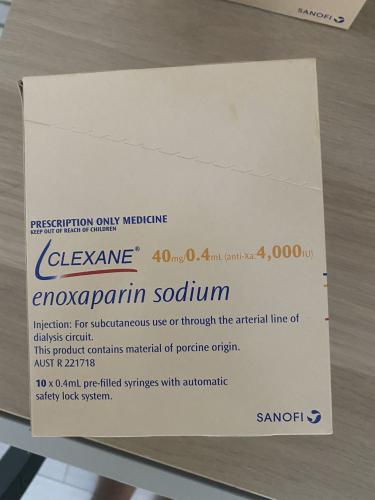 SANOFI
PRESCRIPTION ONLY MEDICINE
KEEP OUT OF REACH OF CHILDREN
CLEXANE® 40mg/0.4mL (anti-Xa:4,000IU)
enoxaparin sodium
Injection: For subcutaneous use or through the arterial line of
dialysis circuit.
This product contains material of porcine origin.
AUST R 221718
10 x 0.4mL pre-filled syringes with automatic
safety lock system.
SANOFI